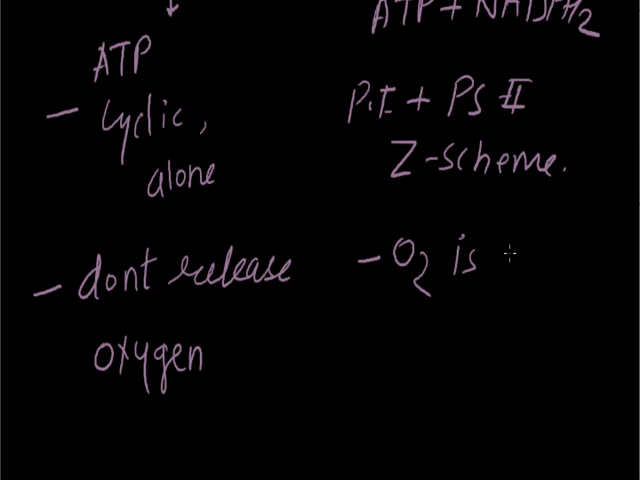 ATP + NADPH2
ATP
- Cyclic,
alone
P.I + PS II
Z-scheme.
- dont release
oxygen
- O2 is